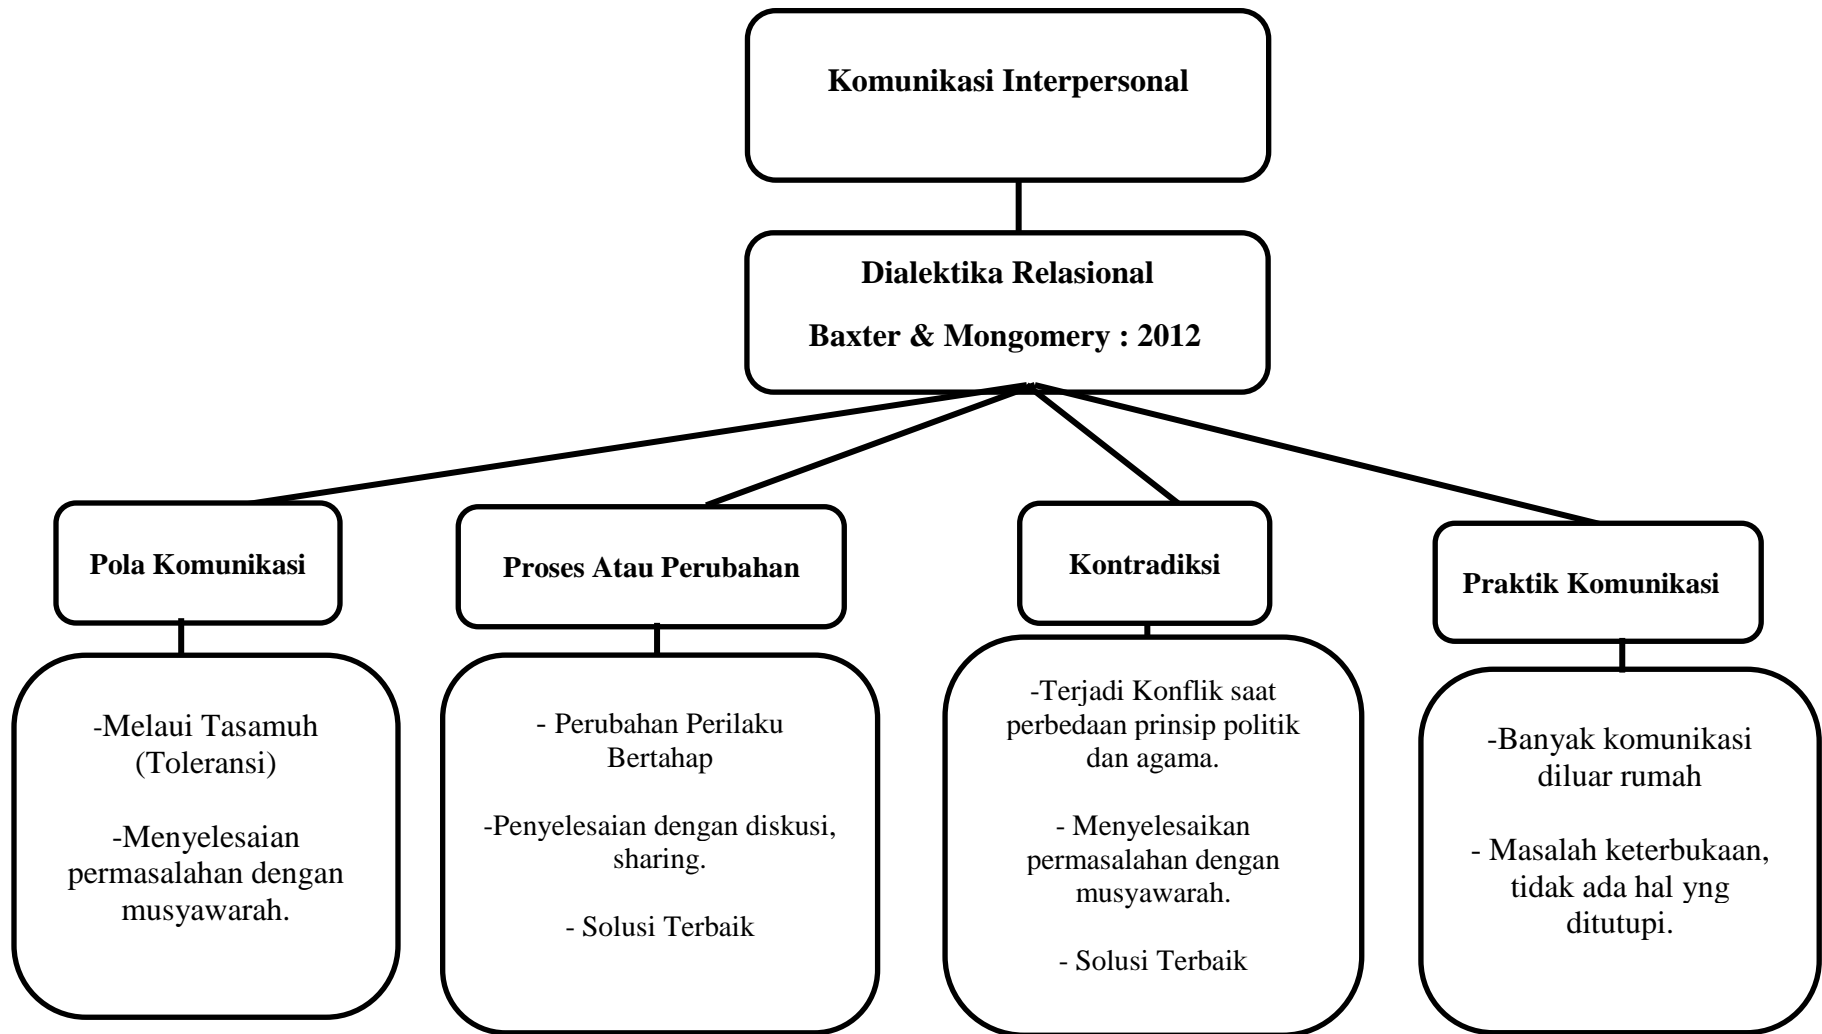 Komunikasi Interpersonal
Dialektika Relasional
Baxter & Mongomery : 2012
Pola Komunikasi
Proses Atau Perubahan
Kontradiksi
Praktik Komunikasi
-Melaui Tasamuh
(Toleransi)
-Menyelesaian
permasalahan dengan
musyawarah.
- Perubahan Perilaku
Bertahap
-Penyelesaian dengan diskusi,
sharing.
- Solusi Terbaik
-Terjadi Konflik saat
perbedaan prinsip politik
dan agama.
- Menyelesaikan
permasalahan dengan
musyawarah.
- Solusi Terbaik
-Banyak komunikasi
diluar rumah
- Masalah keterbukaan,
tidak ada hal yng
ditutupi.